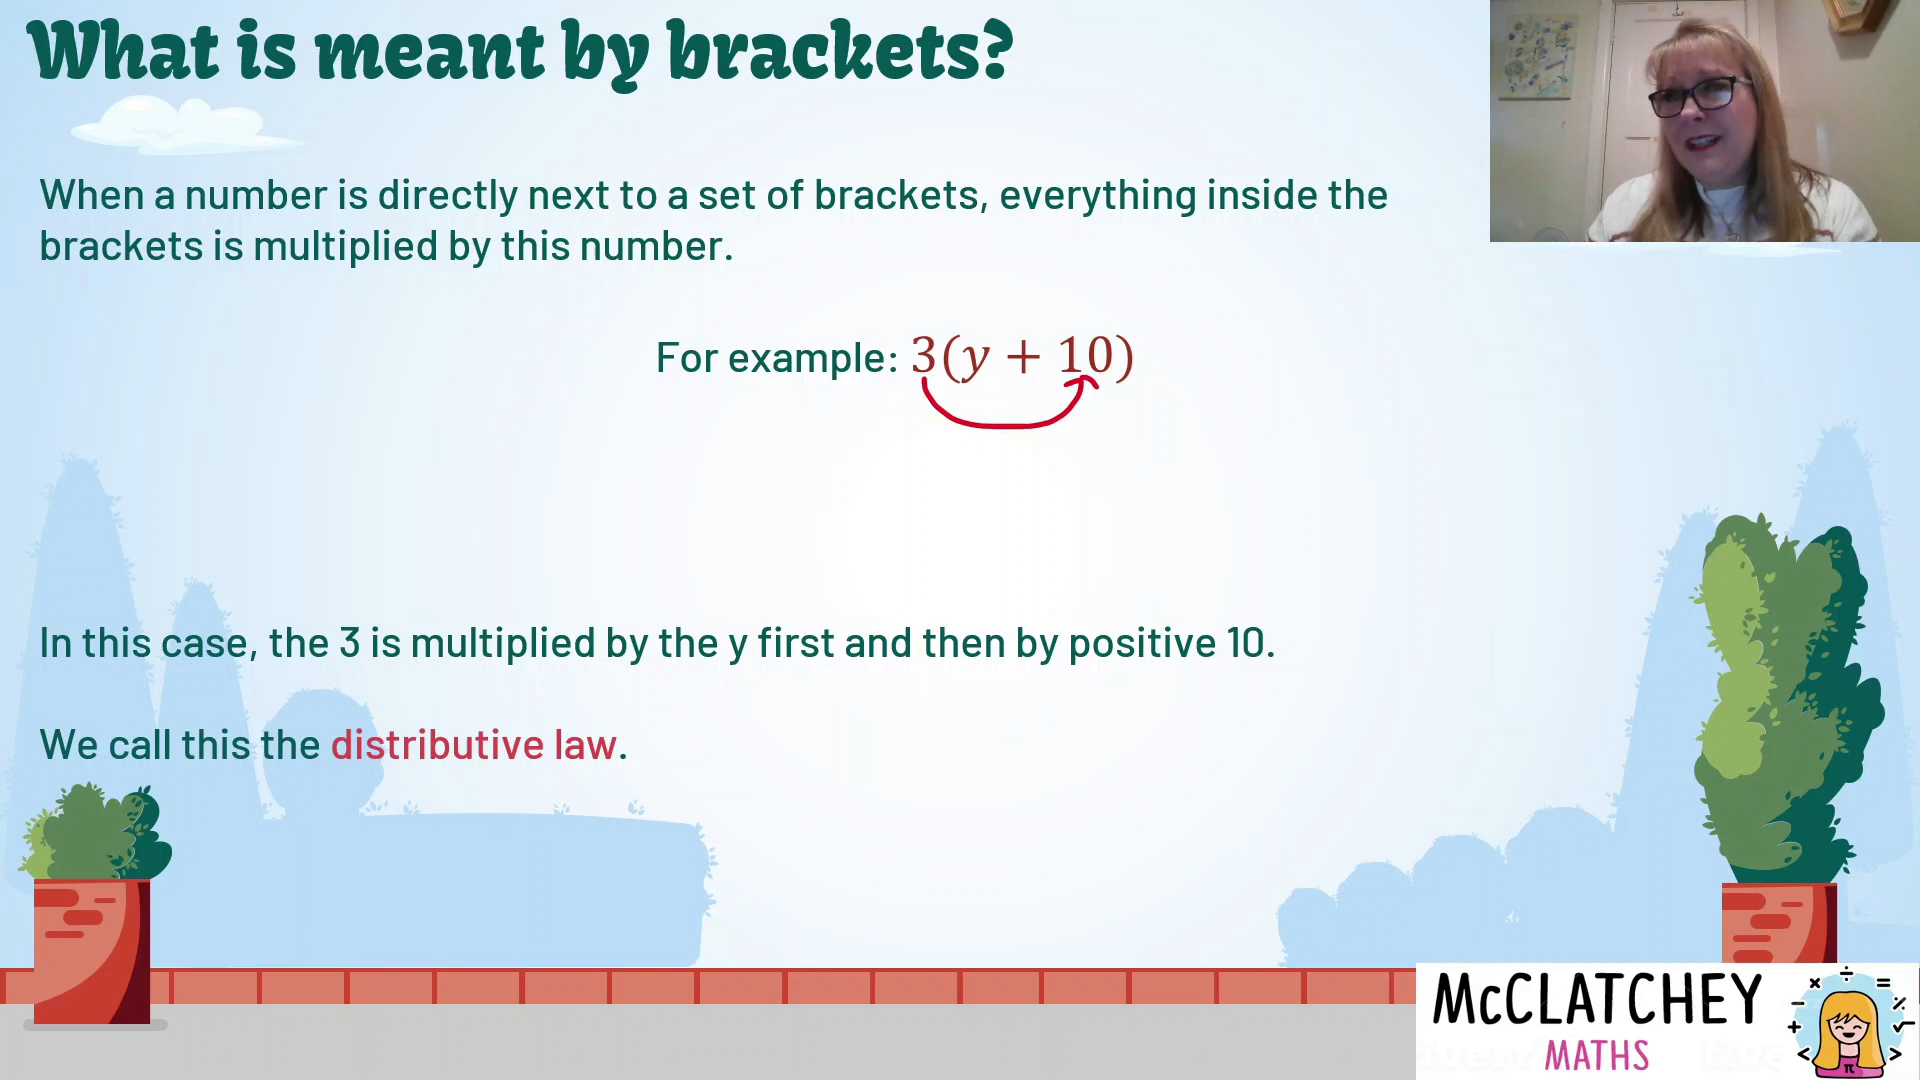 What is meant by brackets?
When a number is directly next to a set of brackets, everything inside the
brackets is multiplied by this number.
For example: 3(y + 10)
In this case, the 3 is multiplied by the y first and then by positive 10.
We call this the distributive law.
McCLATCHEY
MATHS